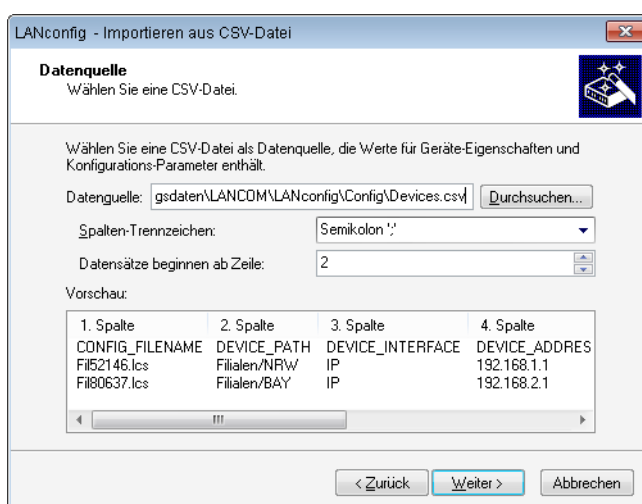 LANconfig - Importieren aus CSV-Datei
Datenquelle
Wählen Sie eine CSV-Datei.
Wählen Sie eine CSV-Datei als Datenquelle, die Werte für Geräte-Eigenschaften und
Konfigurations-Parameter enthält.
Datenquelle: gsdaten\LANCOM\LANconfig\Config\Devices.csv Durchsuchen...
Spalten-Trennzeichen: Semikolon ';'
Datensätze beginnen ab Zeile: 2
Vorschau:
1. Spalte 2. Spalte 3. Spalte 4. Spalte
CONFIG_FILENAME DEVICE_PATH DEVICE_INTERFACE DEVICE_ADDRES
Fil52146.lcs Filialen/NRW IP 192.168.1.1
Fil80637.lcs Filialen/BAY IP 192.168.2.1
< Zurück Weiter > Abbrechen